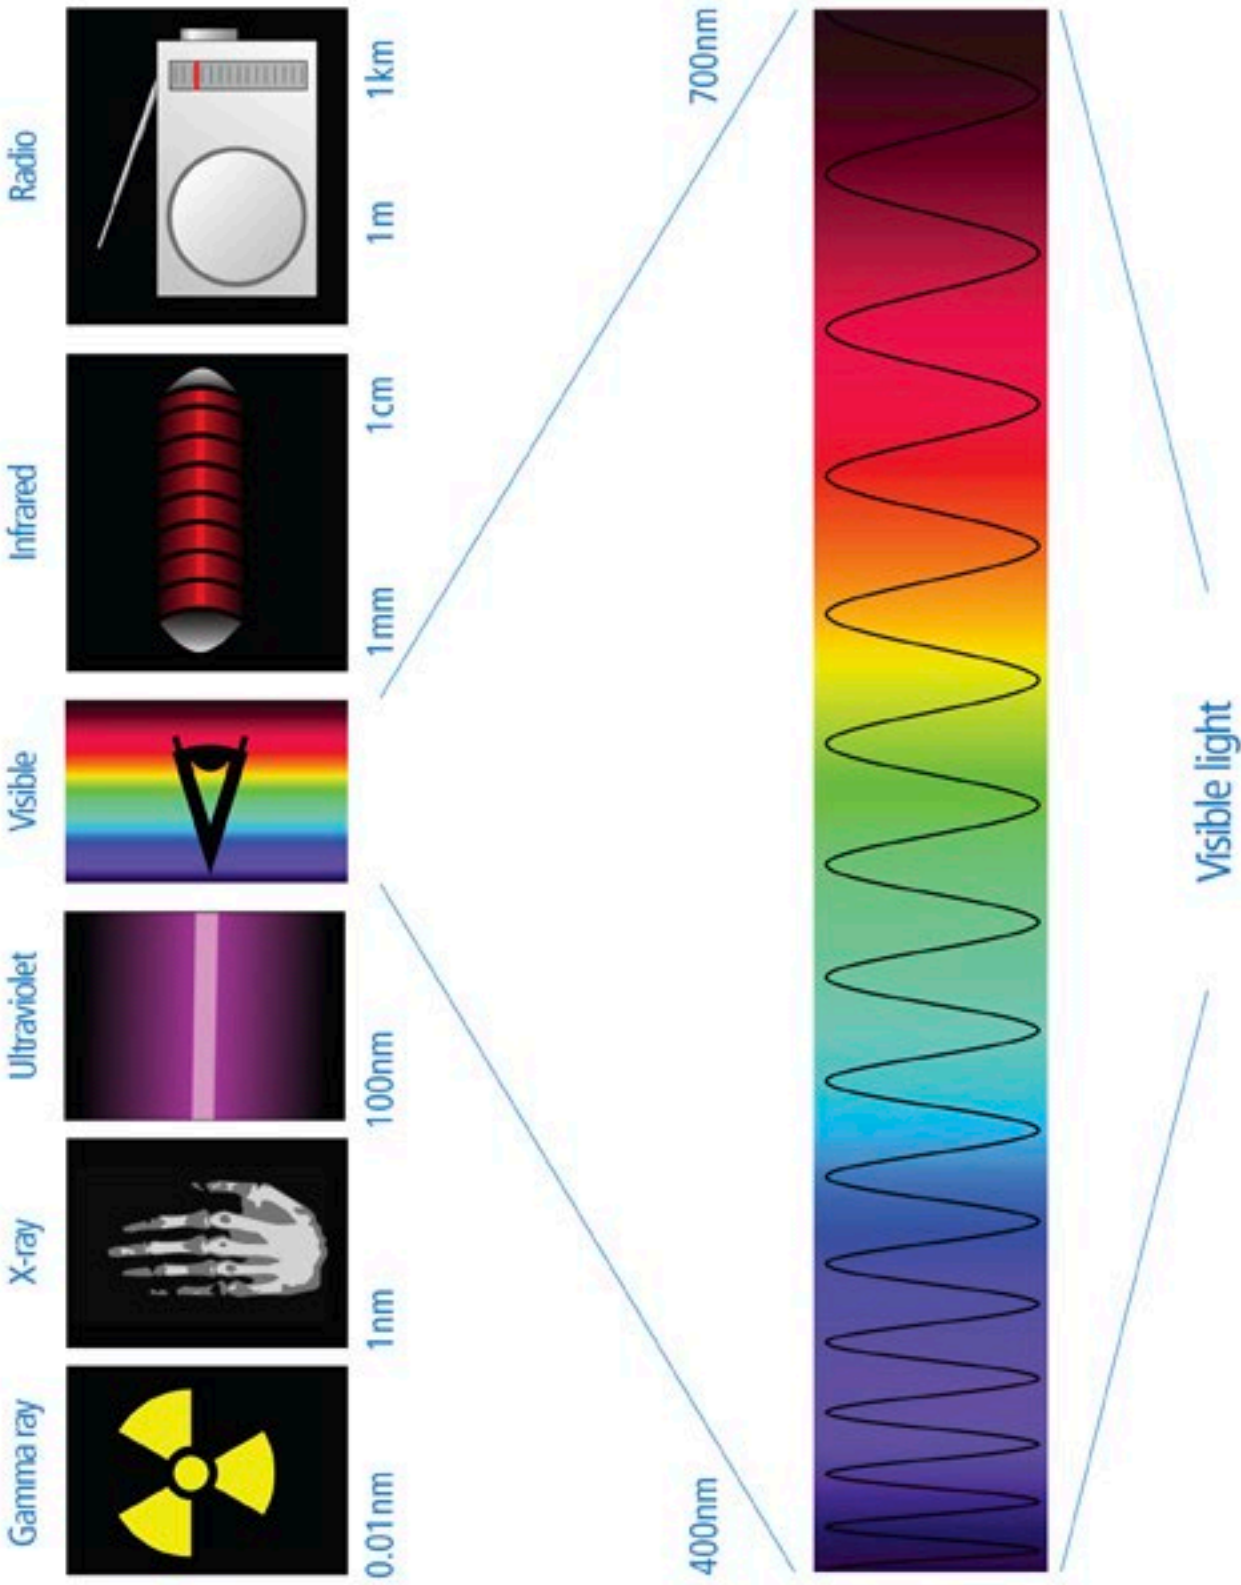 Gamma ray
X-ray
Ultraviolet
Visible
Infrared
Radio
0.01nm
1nm
100nm
1mm
1cm
1m
1km
400nm
700nm
Visible light